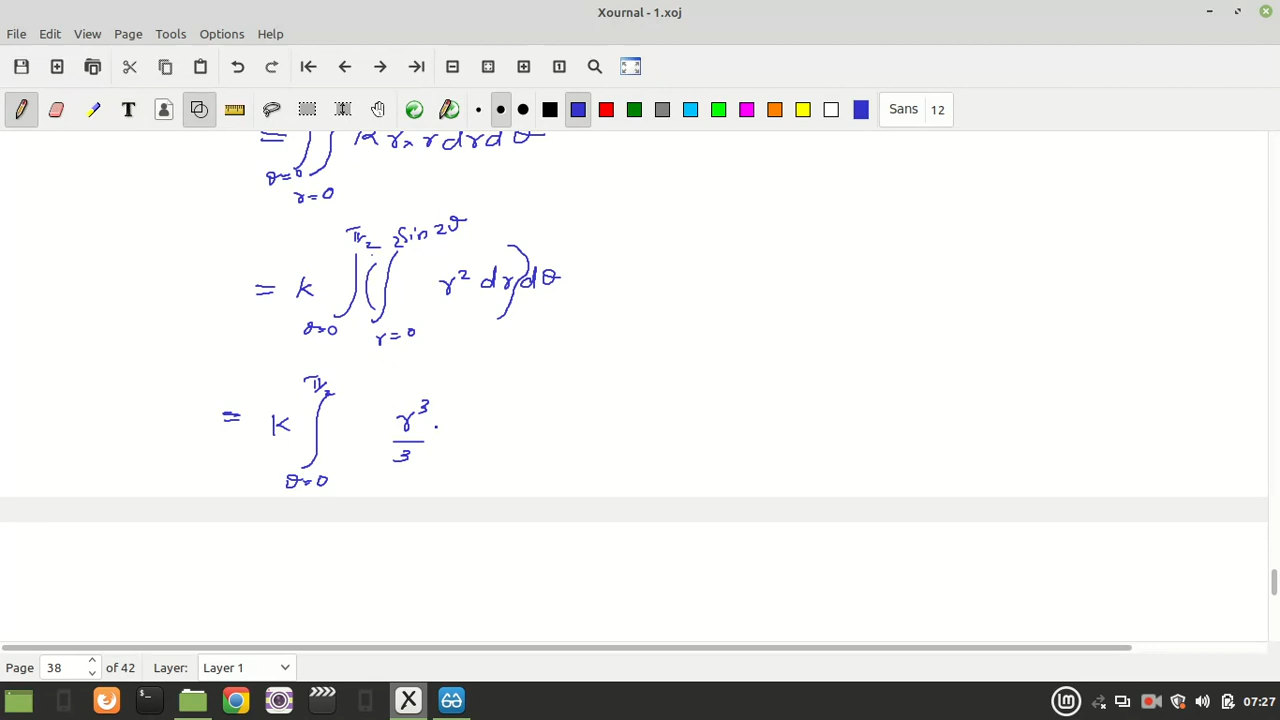 Xournal - 1.xoj
File Edit View Page Tools Options Help
Sans 12
= ∫∫ K r × r dr dθ
θ=0
r=0
π/2 2 Sin 2θ
= k ∫ ( ∫ r² dr ) dθ
θ=0 r=0
π/2
= K ∫ r³/3 .
θ=0
Page 38 of 42 Layer: Layer 1
07:27